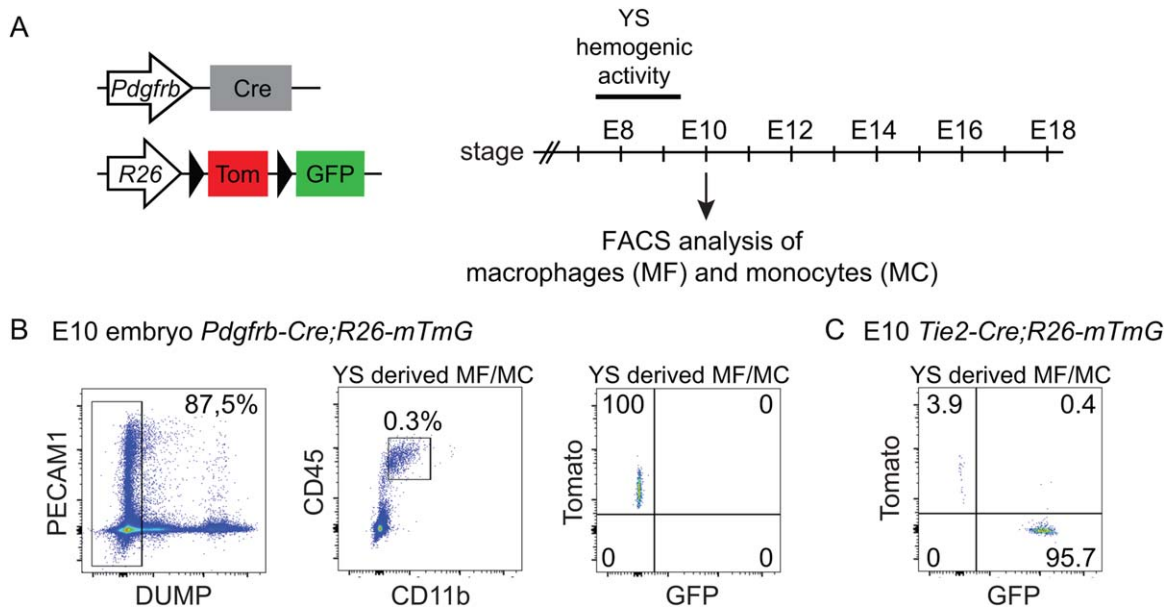 A
Pdgfrb
Cre
R26
Tom
GFP
YS
hemogenic
activity
stage
E8 E10 E12 E14 E16 E18
FACS analysis of
macrophages (MF) and monocytes (MC)
B E10 embryo Pdgfrb-Cre;R26-mTmG
87,5%
PECAM1
DUMP
YS derived MF/MC
0.3%
CD45
CD11b
YS derived MF/MC
100 0
Tomato
0 0
GFP
C E10 Tie2-Cre;R26-mTmG
YS derived MF/MC
3.9 0.4
Tomato
0 95.7
GFP